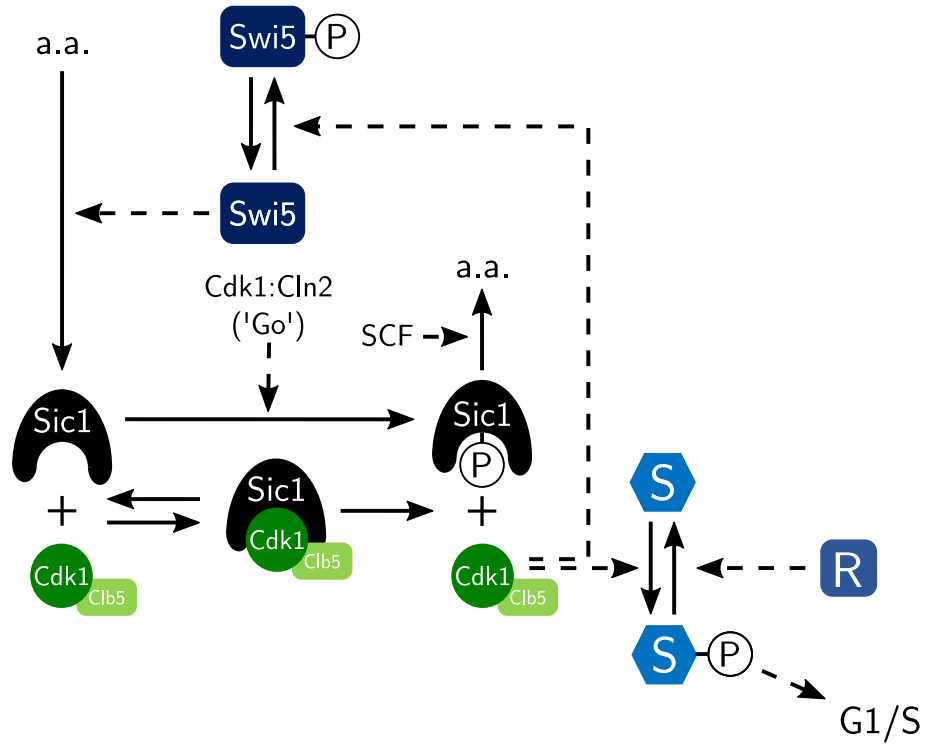 a.a.
Swi5
P
Swi5
Cdk1:Cln2
('Go')
a.a.
SCF
Sic1
Sic1
P
Sic1
Cdk1
Clb5
+
+
Cdk1
Clb5
Cdk1
Clb5
S
R
S
P
G1/S